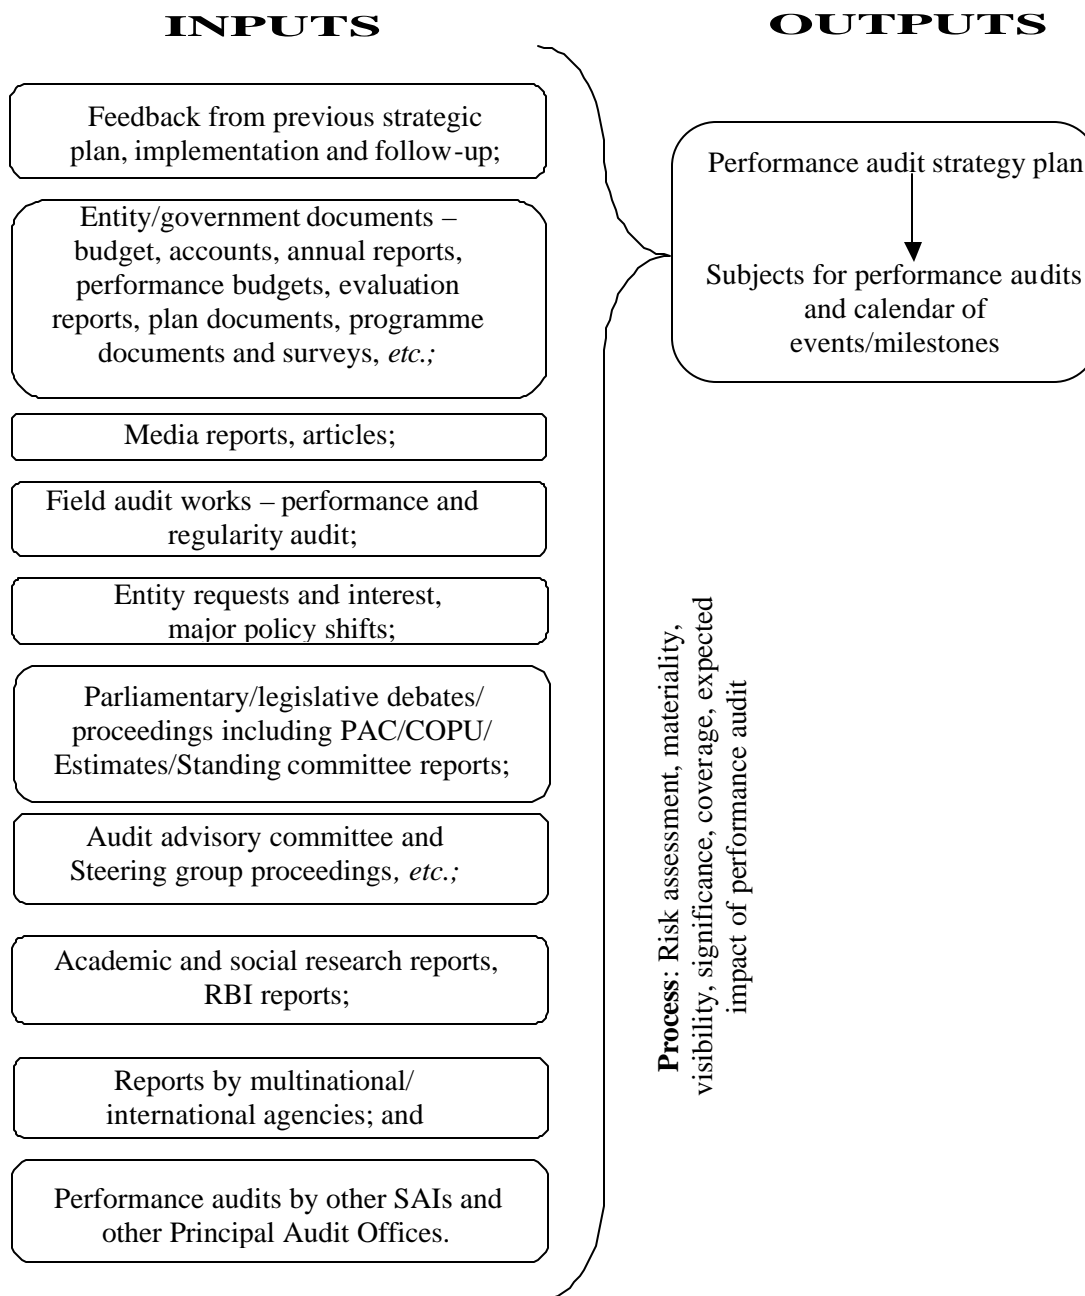 INPUTS
Feedback from previous strategic
plan, implementation and follow-up;
Entity/government documents –
budget, accounts, annual reports,
performance budgets, evaluation
reports, plan documents, programme
documents and surveys, etc.;
Media reports, articles;
Field audit works – performance and
regularity audit;
Entity requests and interest,
major policy shifts;
Parliamentary/legislative debates/
proceedings including PAC/COPU/
Estimates/Standing committee reports;
Audit advisory committee and
Steering group proceedings, etc.;
Academic and social research reports,
RBI reports;
Reports by multinational/
international agencies; and
Performance audits by other SAIs and
other Principal Audit Offices.
OUTPUTS
Performance audit strategy plan
Subjects for performance audits
and calendar of
events/milestones
Process: Risk assessment, materiality,
visibility, significance, coverage, expected
impact of performance audit